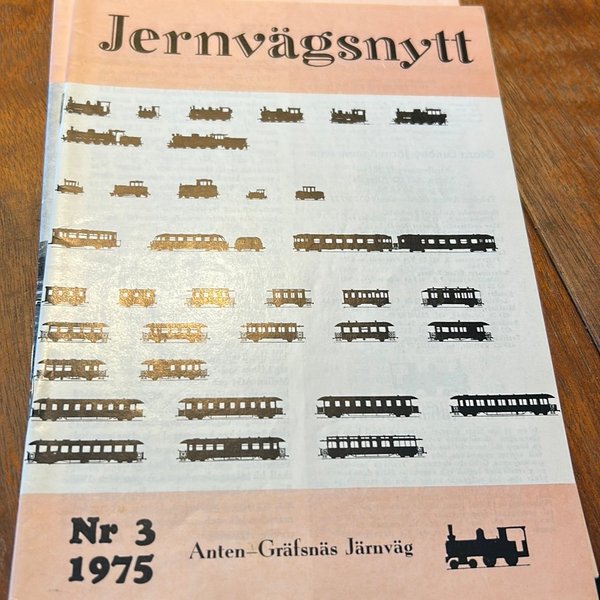 Jernvägsnytt
Nr 3
1975
Anten–Gräfsnäs Järnväg